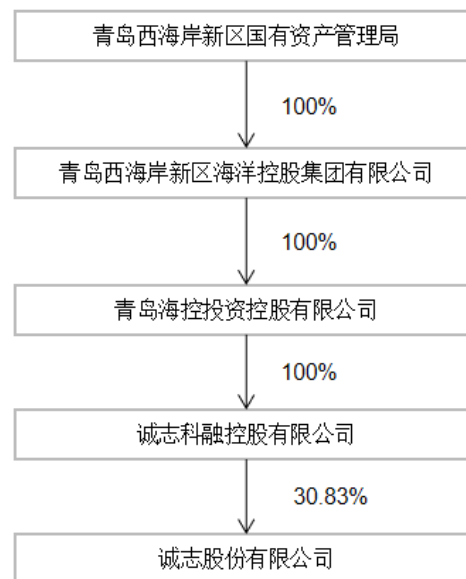 青岛西海岸新区国有资产管理局
100%
青岛西海岸新区海洋控股集团有限公司
100%
青岛海控投资控股有限公司
100%
诚志科融控股有限公司
30.83%
诚志股份有限公司